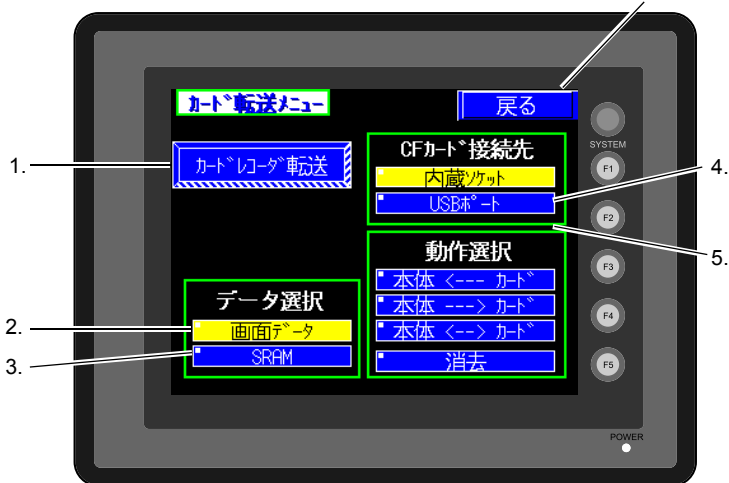 カード転送メニュー
戻る
SYSTEM
1.
カードレコーダ転送
CFカード接続先
内蔵ソケット
USBポート
F1
4.
F2
5.
動作選択
本体 <--- カード
本体 ---> カード
本体 <--> カード
消去
F3
データ選択
2.
画面データ
3.
SRAM
F4
F5
POWER